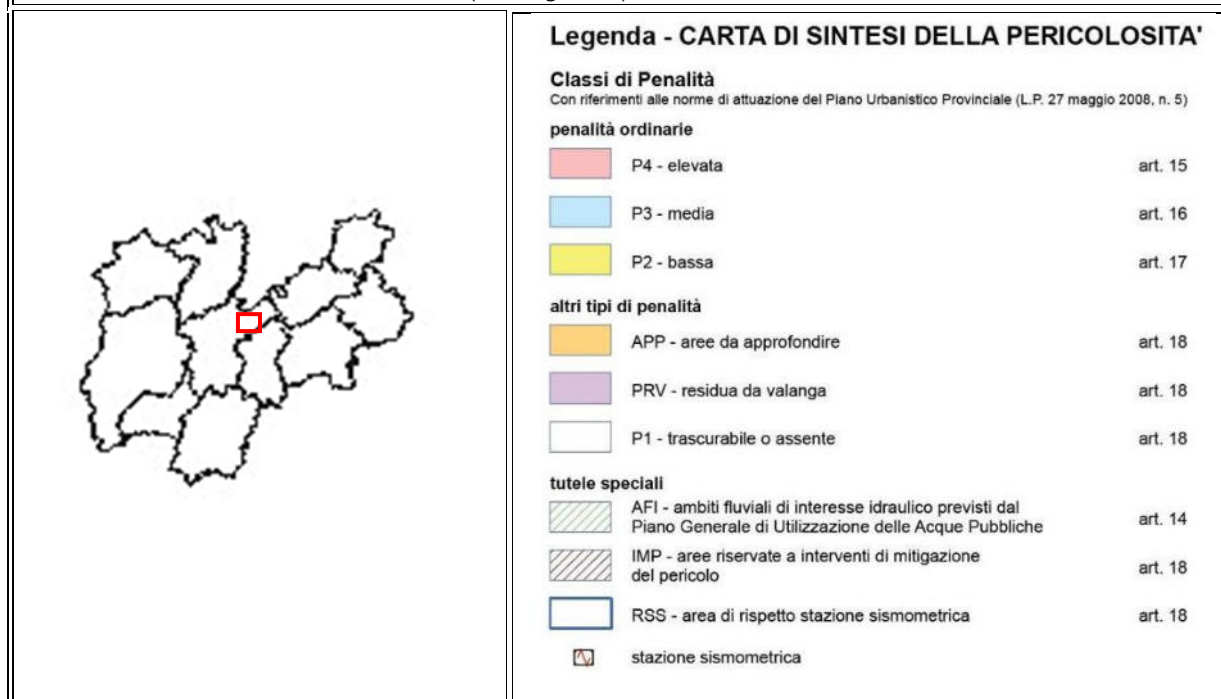 Legenda - CARTA DI SINTESI DELLA PERICOLOSITA'
Classi di Penalità
Con riferimenti alle norme di attuazione del Piano Urbanistico Provinciale (L.P. 27 maggio 2008, n. 5)
penalità ordinarie
P4 - elevata art. 15
P3 - media art. 16
P2 - bassa art. 17
altri tipi di penalità
APP - aree da approfondire art. 18
PRV - residua da valanga art. 18
P1 - trascurabile o assente art. 18
tutele speciali
AFI - ambiti fluviali di interesse idraulico previsti dal
Piano Generale di Utilizzazione delle Acque Pubbliche art. 14
IMP - aree riservate a interventi di mitigazione
del pericolo art. 18
RSS - area di rispetto stazione sismometrica art. 18
stazione sismometrica